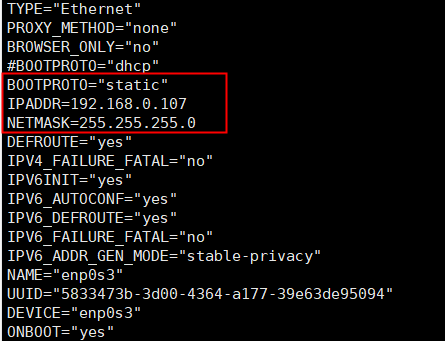 TYPE="Ethernet"
PROXY_METHOD="none"
BROWSER_ONLY="no"
#BOOTPROTO="dhcp"
BOOTPROTO="static"
IPADDR=192.168.0.107
NETMASK=255.255.255.0
DEFROUTE="yes"
IPV4_FAILURE_FATAL="no"
IPV6INIT="yes"
IPV6_AUTOCONF="yes"
IPV6_DEFROUTE="yes"
IPV6_FAILURE_FATAL="no"
IPV6_ADDR_GEN_MODE="stable-privacy"
NAME="enp0s3"
UUID="5833473b-3d00-4364-a177-39e63de95094"
DEVICE="enp0s3"
ONBOOT="yes"